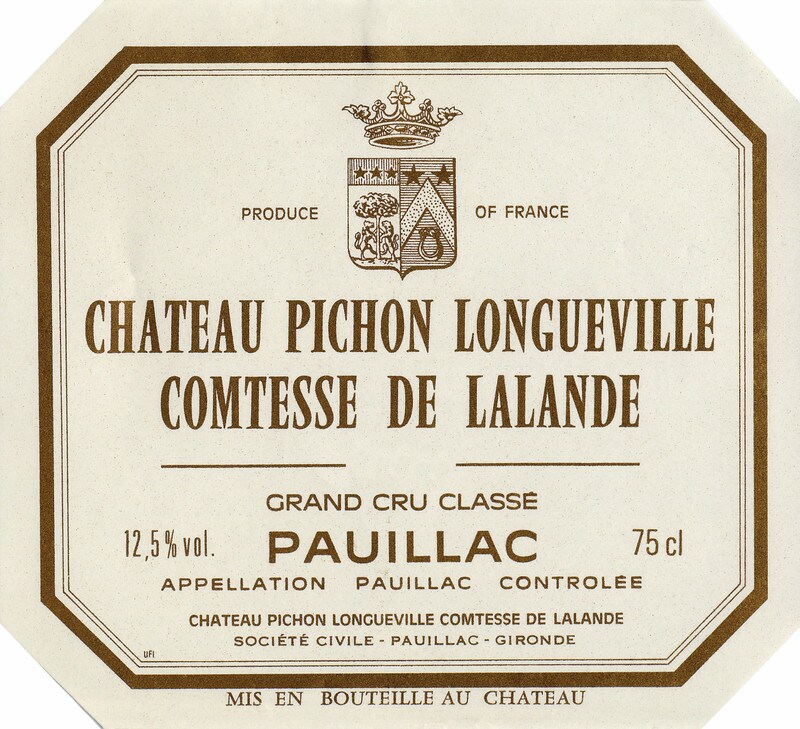 PRODUCE OF FRANCE
CHATEAU PICHON LONGUEVILLE
COMTESSE DE LALANDE
GRAND CRU CLASSÉ
12,5% vol. PAUILLAC 75 cl
APPELLATION PAUILLAC CONTROLÉE
CHATEAU PICHON LONGUEVILLE COMTESSE DE LALANDE
SOCIÉTÉ CIVILE - PAUILLAC - GIRONDE
UFI
MIS EN BOUTEILLE AU CHATEAU